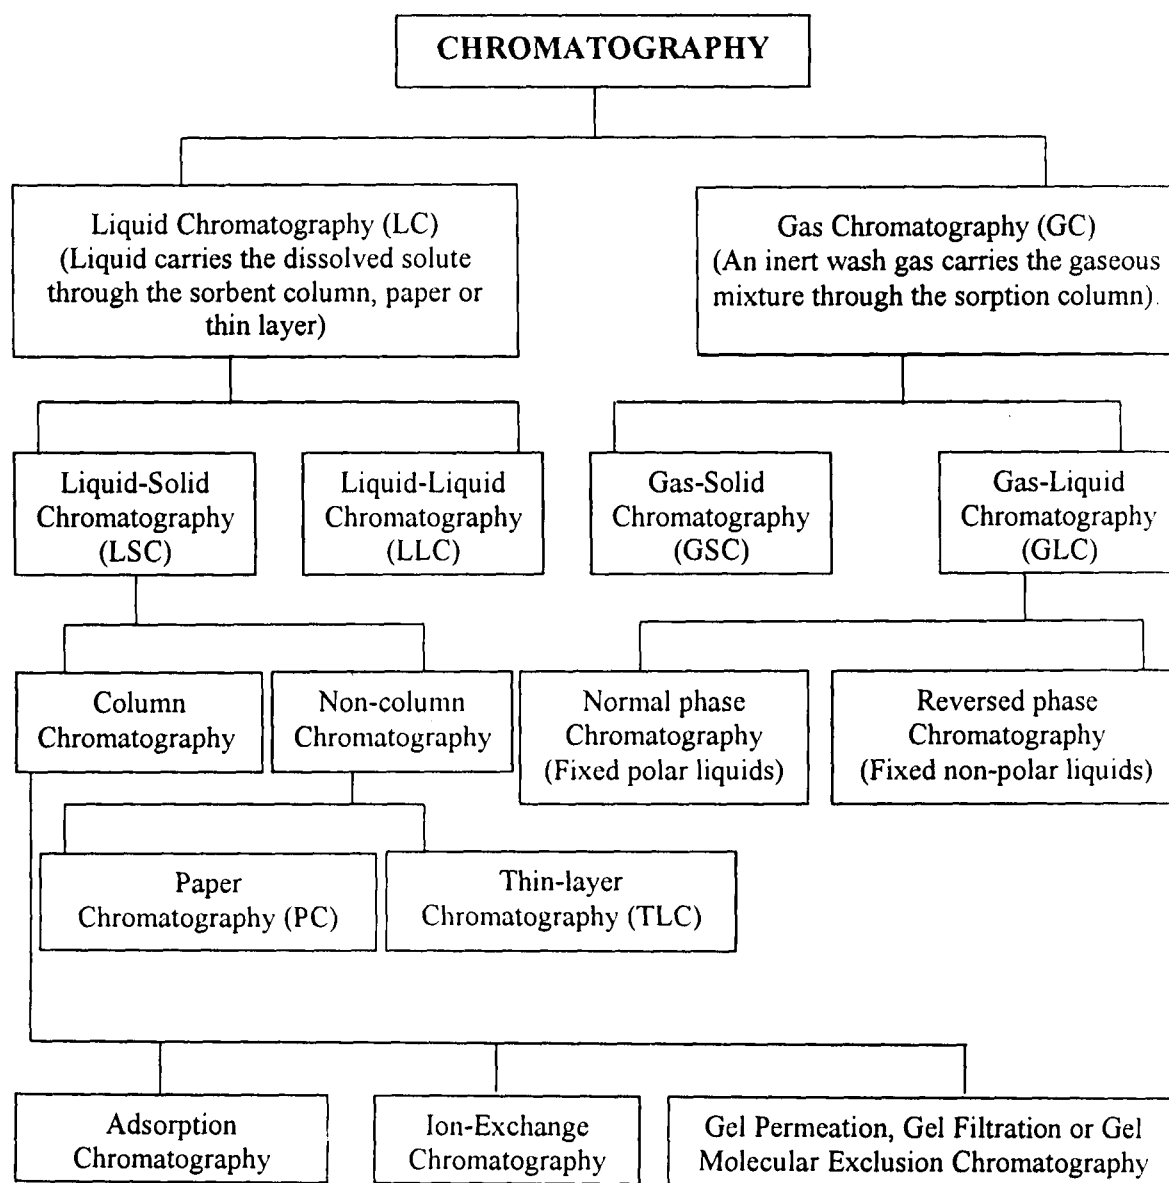 CHROMATOGRAPHY
Liquid Chromatography (LC)
(Liquid carries the dissolved solute
through the sorbent column, paper or
thin layer)
Gas Chromatography (GC)
(An inert wash gas carries the gaseous
mixture through the sorption column).
Liquid-Solid
Chromatography
(LSC)
Liquid-Liquid
Chromatography
(LLC)
Gas-Solid
Chromatography
(GSC)
Gas-Liquid
Chromatography
(GLC)
Column
Chromatography
Non-column
Chromatography
Normal phase
Chromatography
(Fixed polar liquids)
Reversed phase
Chromatography
(Fixed non-polar liquids)
Paper
Chromatography (PC)
Thin-layer
Chromatography (TLC)
Adsorption
Chromatography
Ion-Exchange
Chromatography
Gel Permeation, Gel Filtration or Gel
Molecular Exclusion Chromatography